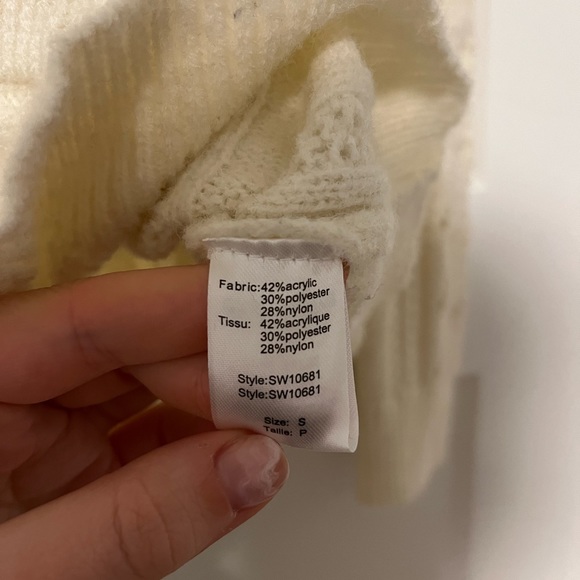 Fabric:42%acrylic
30%polyester
28%nylon
Tissu: 42%acrylique
30%polyester
28%nylon
Style:SW10681
Style:SW10681
Size: S
Taille: P